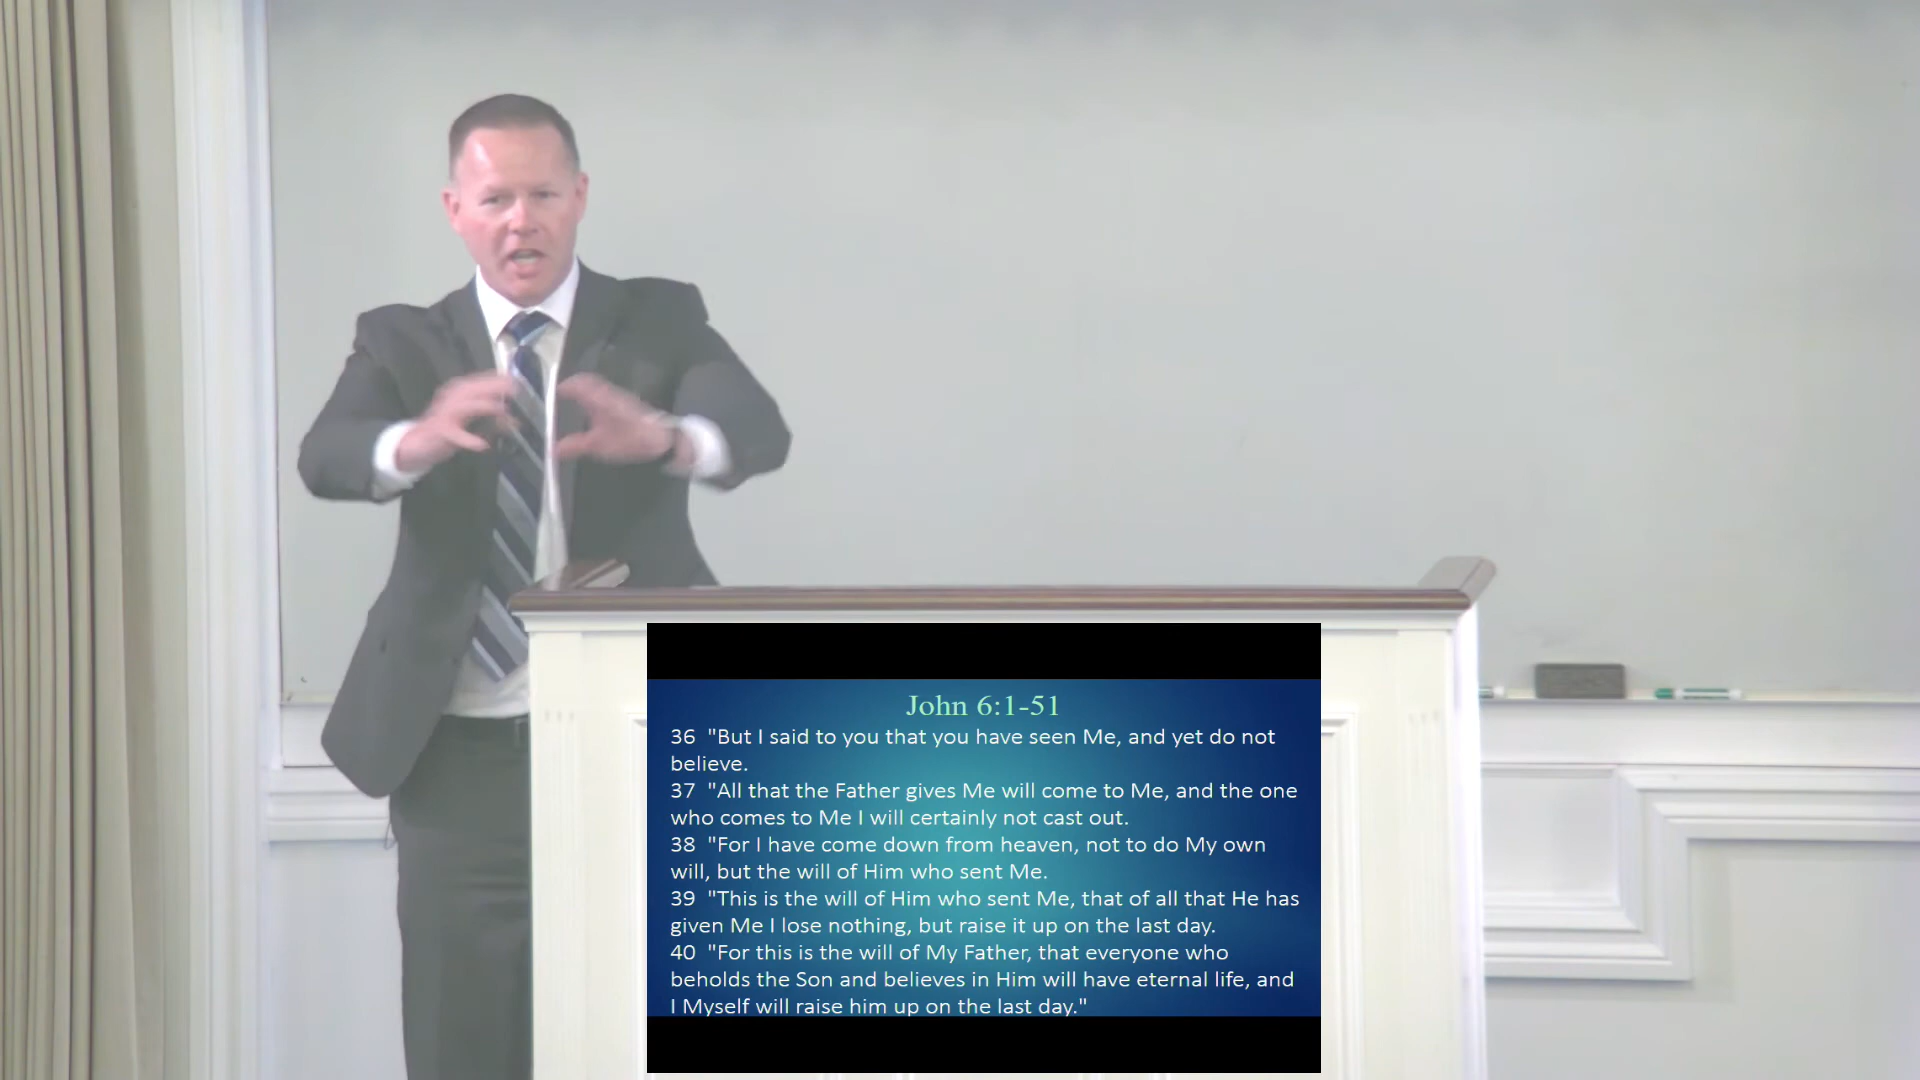 John 6:1-51
36  "But I said to you that you have seen Me, and yet do not
believe.
37  "All that the Father gives Me will come to Me, and the one
who comes to Me I will certainly not cast out.
38  "For I have come down from heaven, not to do My own
will, but the will of Him who sent Me.
39  "This is the will of Him who sent Me, that of all that He has
given Me I lose nothing, but raise it up on the last day.
40  "For this is the will of My Father, that everyone who
beholds the Son and believes in Him will have eternal life, and
I Myself will raise him up on the last day."